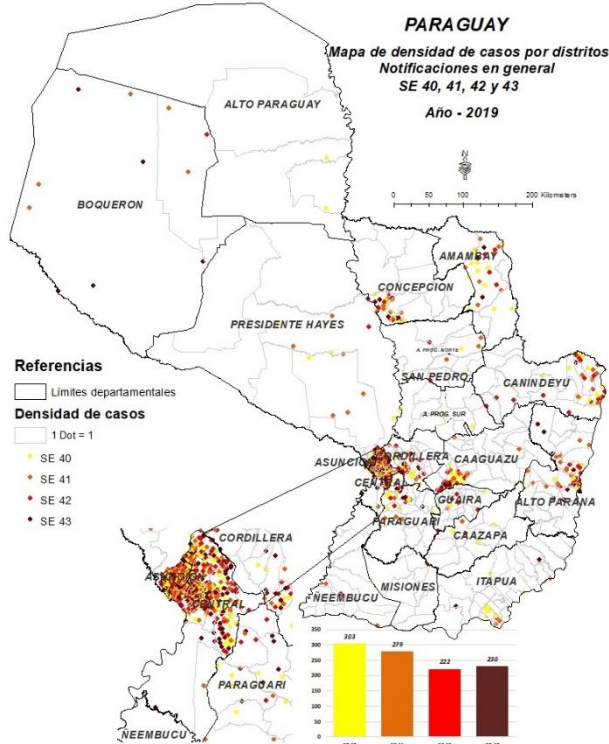 PARAGUAY
Mapa de densidad de casos por distritos
Notificaciones en general
SE 40, 41, 42 y 43
Año - 2019
N
0 50 100 200 Kilometers
ALTO PARAGUAY
BOQUERON
AMAMBAY
CONCEPCION
PRESIDENTE HAYES
A. PROG. NORTE
SAN PEDRO
CANINDEYU
A. PROG. SUR
ASUNCION
CORDILLERA
CAAGUAZU
CENTRAL
GUAIRA
ALTO PARANA
PARAGUARI
CAAZAPA
ÑEEMBUCU
MISIONES
ITAPUA
Referencias
Límites departamentales
Densidad de casos
1 Dot = 1
SE 40
SE 41
SE 42
SE 43
CORDILLERA
ASUNCION
CENTRAL
PARAGUARI
ÑEEMBUCU
350
300
250
200
150
100
50
0
303
279
222
230